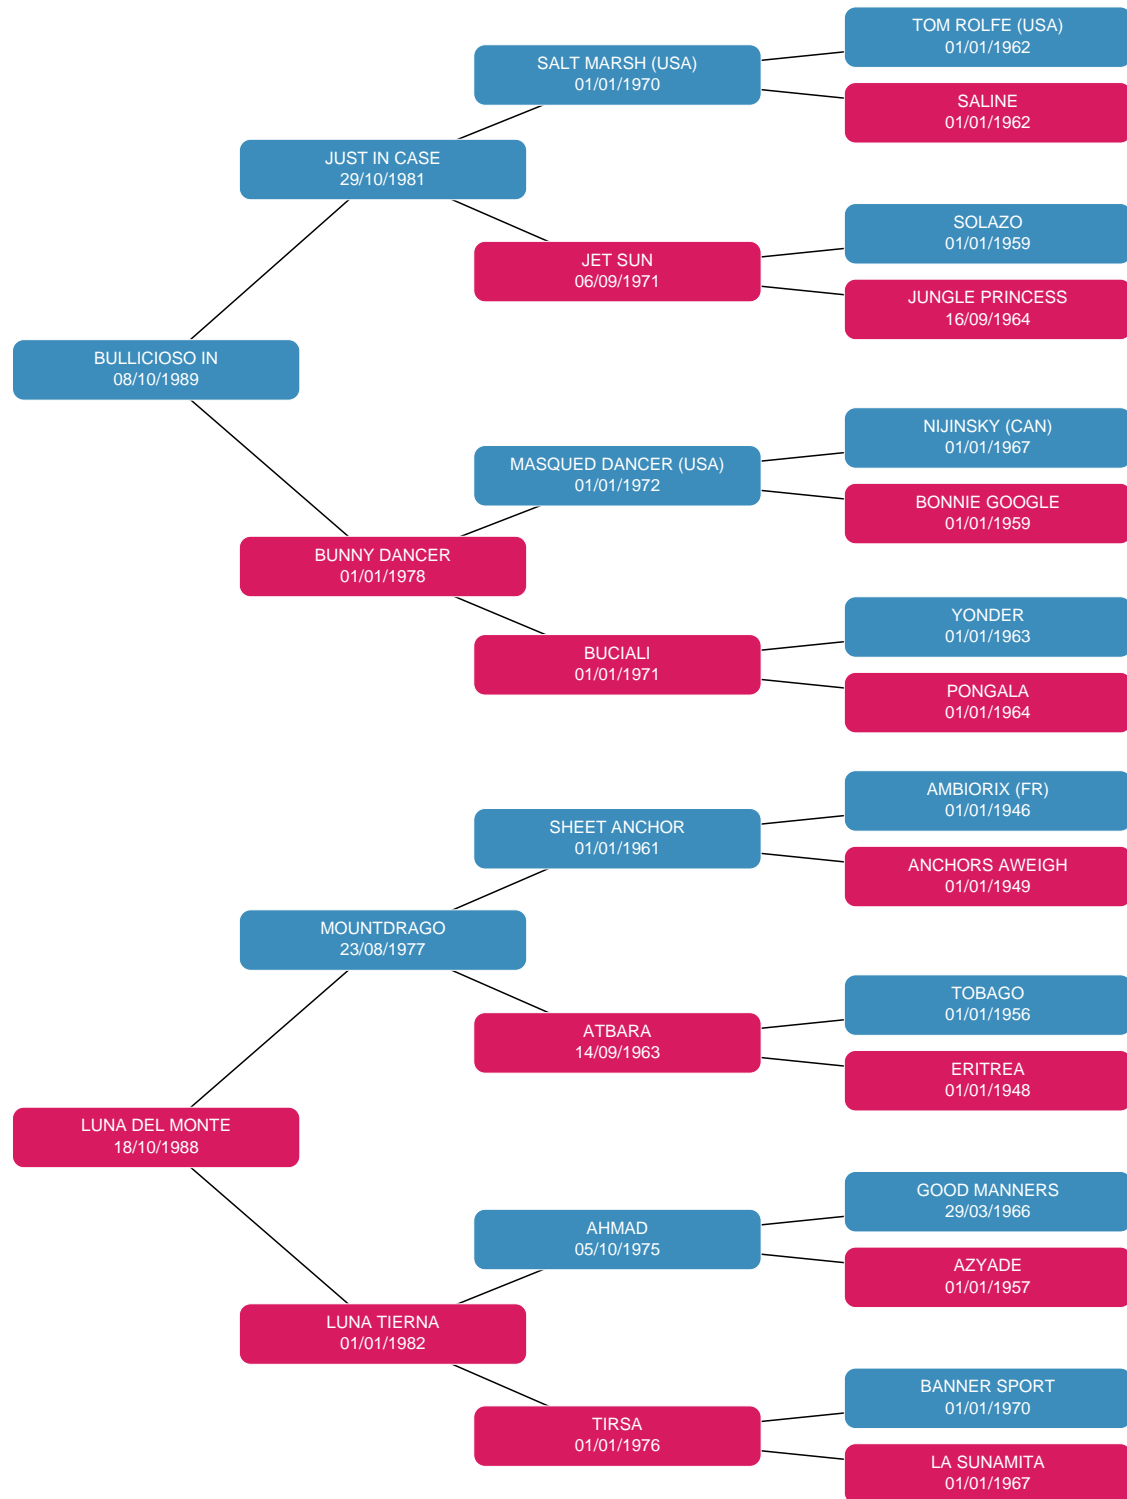 TOM ROLFE (USA)
01/01/1962
SALT MARSH (USA)
01/01/1970
SALINE
01/01/1962
JUST IN CASE
29/10/1981
SOLAZO
01/01/1959
JET SUN
06/09/1971
JUNGLE PRINCESS
16/09/1964
BULLICIOSO IN
08/10/1989
NIJINSKY (CAN)
01/01/1967
MASQUED DANCER (USA)
01/01/1972
BONNIE GOOGLE
01/01/1959
BUNNY DANCER
01/01/1978
YONDER
01/01/1963
BUCIALI
01/01/1971
PONGALA
01/01/1964
AMBIORIX (FR)
01/01/1946
SHEET ANCHOR
01/01/1961
ANCHORS AWEIGH
01/01/1949
MOUNTDRAGO
23/08/1977
TOBAGO
01/01/1956
ATBARA
14/09/1963
ERITREA
01/01/1948
LUNA DEL MONTE
18/10/1988
GOOD MANNERS
29/03/1966
AHMAD
05/10/1975
AZYADE
01/01/1957
LUNA TIERNA
01/01/1982
BANNER SPORT
01/01/1970
TIRSA
01/01/1976
LA SUNAMITA
01/01/1967